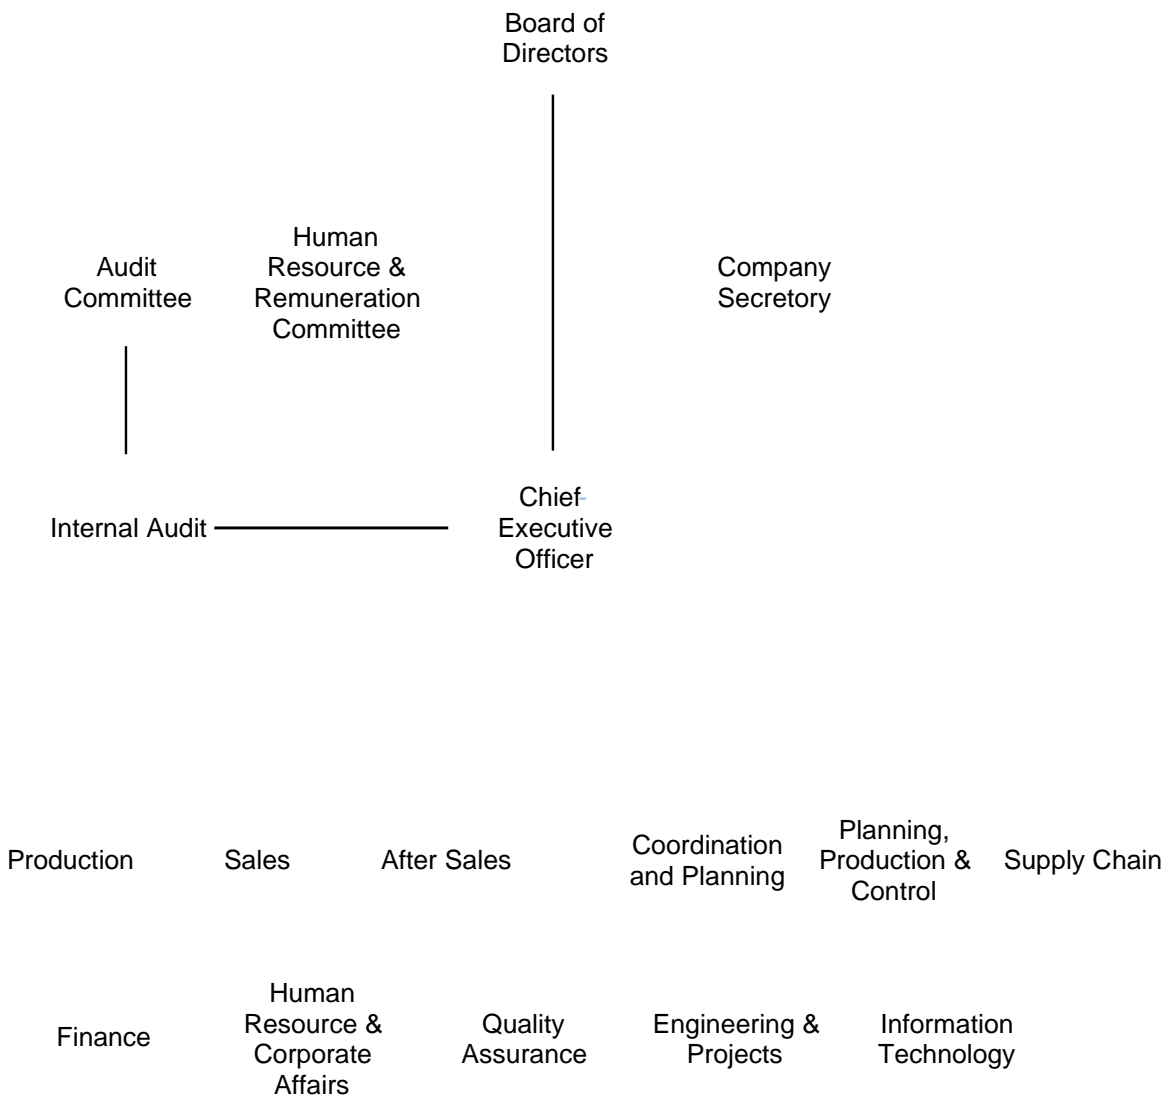 Board of
Directors
Audit
Committee
Human
Resource &
Remuneration
Committee
Company
Secretory
Internal Audit
Chief
Executive
Officer
Production
Sales
After Sales
Coordination
and Planning
Planning,
Production &
Control
Supply Chain
Finance
Human
Resource &
Corporate
Affairs
Quality
Assurance
Engineering &
Projects
Information
Technology